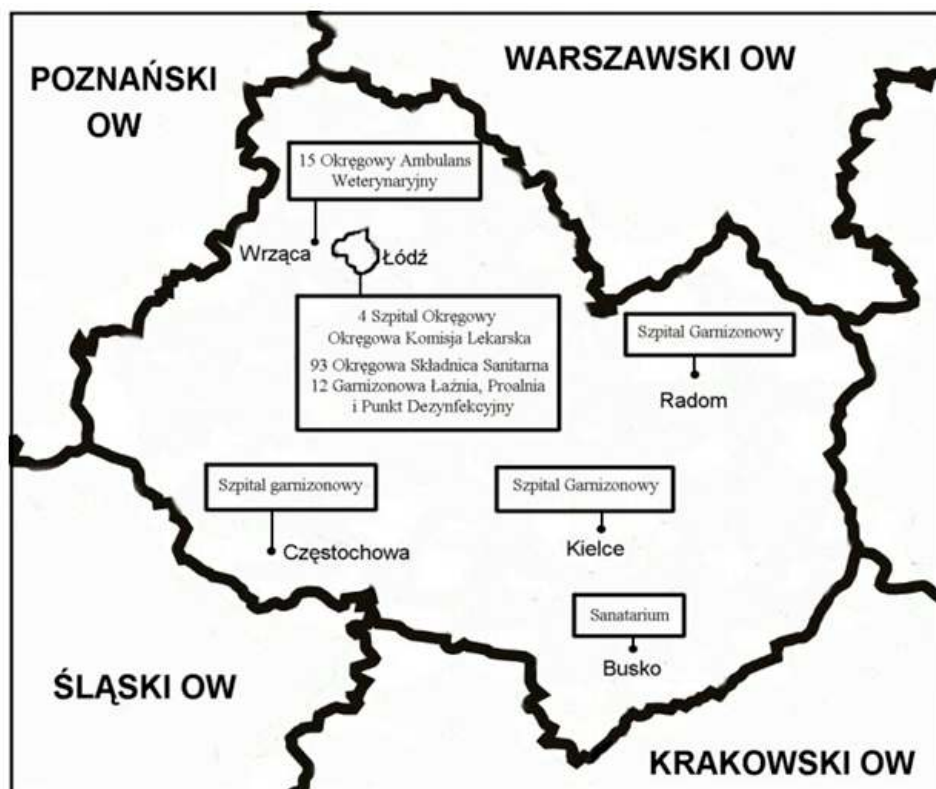 POZNAŃSKI
OW
WARSZAWSKI OW
15 Okręgowy Ambulans
Weterynaryjny
Wrząca
Łódź
4 Szpital Okręgowy
Okręgowa Komisja Lekarska
93 Okręgowa Składnica Sanitarna
12 Garnizonowa Łaźnia, Proalnia
i Punkt Dezynfekcyjny
Szpital Garnizonowy
Radom
Szpital garnizonowy
Częstochowa
Szpital Garnizonowy
Kielce
Sanatarium
Busko
ŚLĄSKI OW
KRAKOWSKI OW